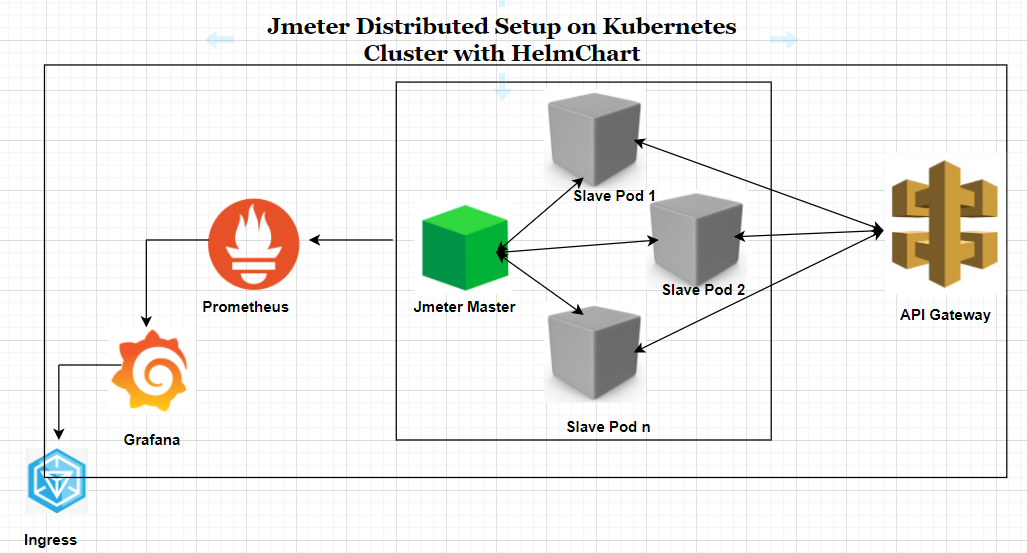 Jmeter Distributed Setup on Kubernetes
Cluster with HelmChart
Slave Pod 1
Slave Pod 2
Prometheus
Jmeter Master
API Gateway
Slave Pod n
Grafana
Ingress